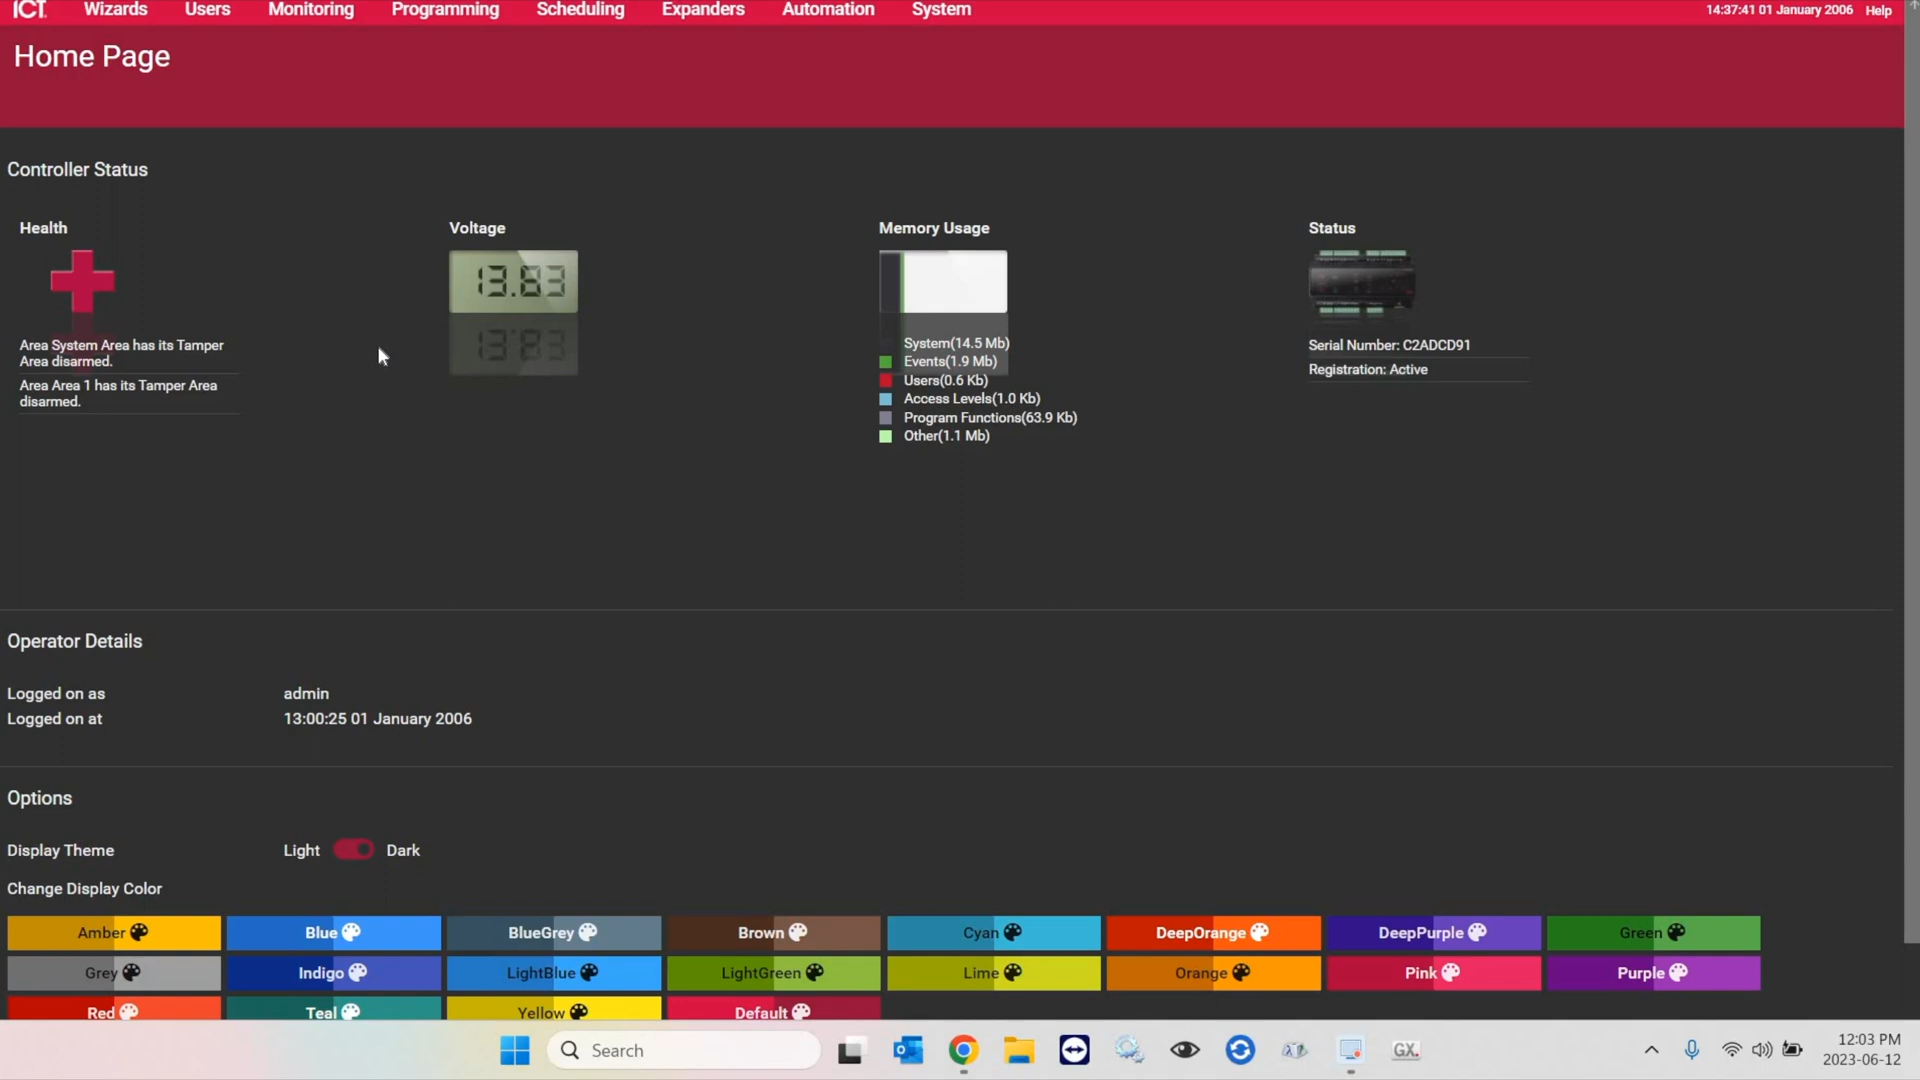 ICT Wizards Users Monitoring Programming Scheduling Expanders Automation System 14:37:41 01 January 2006 Help
Home Page
Controller Status
Health Voltage Memory Usage Status
13.83
Area System Area has its Tamper
Area disarmed.
Area Area 1 has its Tamper Area
disarmed.
System(14.5 Mb)
Events(1.9 Mb)
Users(0.6 Kb)
Access Levels(1.0 Kb)
Program Functions(63.9 Kb)
Other(1.1 Mb)
Serial Number: C2ADCD91
Registration: Active
Operator Details
Logged on as admin
Logged on at 13:00:25 01 January 2006
Options
Display Theme Light Dark
Change Display Color
Amber Blue BlueGrey Brown Cyan DeepOrange DeepPurple Green
Grey Indigo LightBlue LightGreen Lime Orange Pink Purple
Red Teal Yellow Default
Search GX. 12:03 PM
2023-06-12